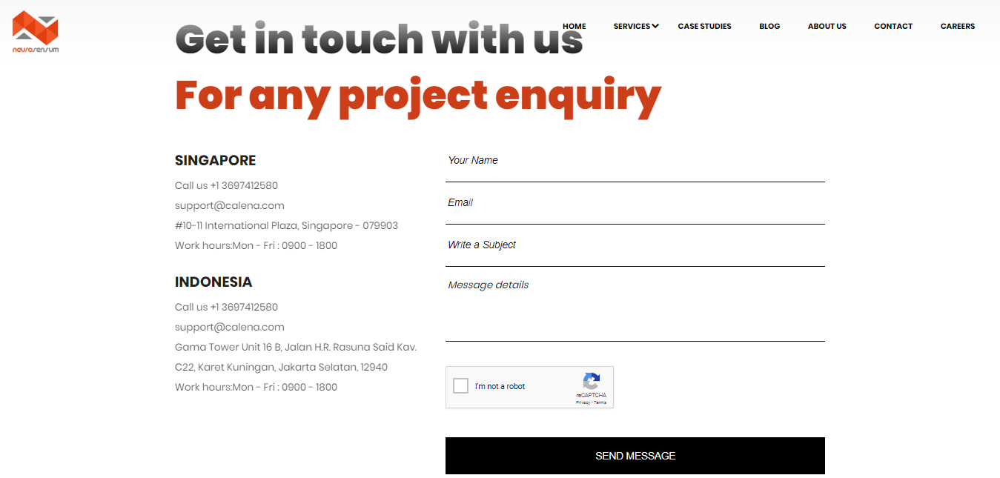 neurosensum
HOME SERVICES CASE STUDIES BLOG ABOUT US CONTACT CAREERS
Get in touch with us
For any project enquiry
SINGAPORE
Call us +1 3697412580
support@calena.com
#10-11 International Plaza, Singapore - 079903
Work hours:Mon - Fri : 0900 - 1800
INDONESIA
Call us +1 3697412580
support@calena.com
Gama Tower Unit 16 B, Jalan H.R. Rasuna Said Kav.
C22, Karet Kuningan, Jakarta Selatan, 12940
Work hours:Mon - Fri : 0900 - 1800
Your Name
Email
Write a Subject
Message details
I'm not a robot
reCAPTCHA
Privacy - Terms
SEND MESSAGE